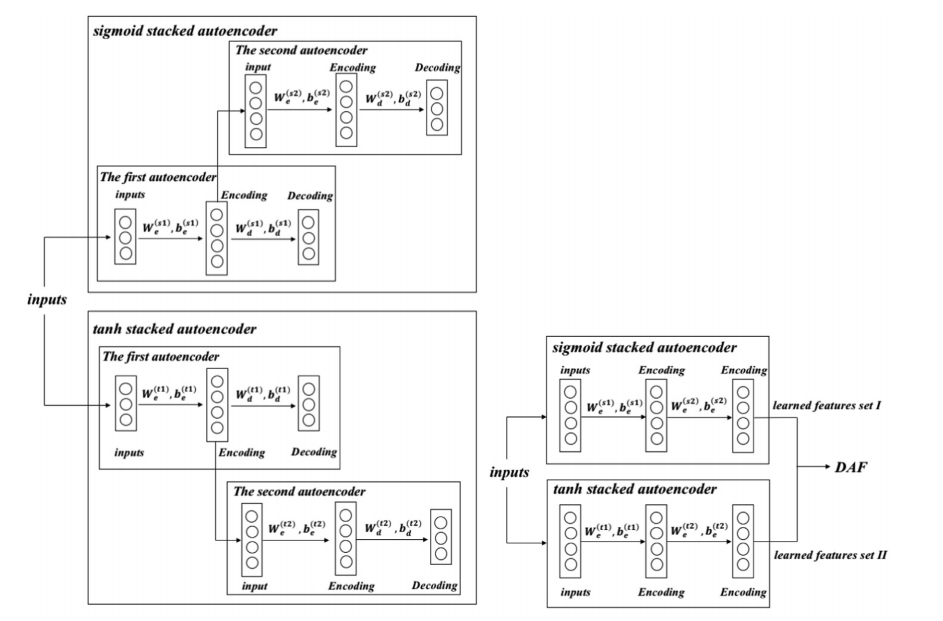 sigmoid stacked autoencoder
The second autoencoder
input Encoding Decoding
W_e^(s2), b_e^(s2) W_d^(s2), b_d^(s2)
The first autoencoder
inputs Encoding Decoding
W_e^(s1), b_e^(s1) W_d^(s1), b_d^(s1)
inputs
tanh stacked autoencoder
The first autoencoder
W_e^(t1), b_e^(t1) W_d^(t1), b_d^(t1)
inputs Encoding Decoding
The second autoencoder
W_e^(t2), b_e^(t2) W_d^(t2), b_d^(t2)
input Encoding Decoding
sigmoid stacked autoencoder
inputs Encoding Encoding
W_e^(s1), b_e^(s1) W_e^(s2), b_e^(s2)
learned features set I
inputs
DAF
tanh stacked autoencoder
W_e^(t1), b_e^(t1) W_e^(t2), b_e^(t2)
learned features set II
inputs Encoding Encoding